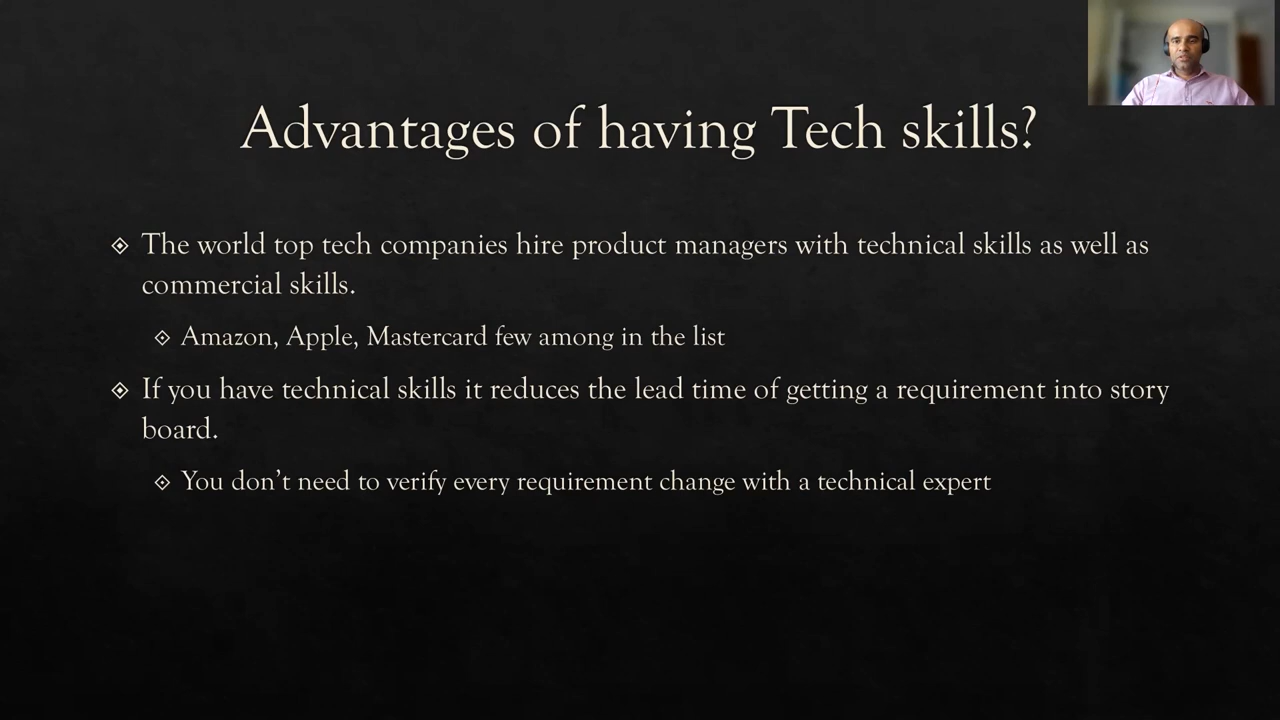 Advantages of having Tech skills?
The world top tech companies hire product managers with technical skills as well as
commercial skills.
Amazon, Apple, Mastercard few among in the list
If you have technical skills it reduces the lead time of getting a requirement into story
board.
You don't need to verify every requirement change with a technical expert